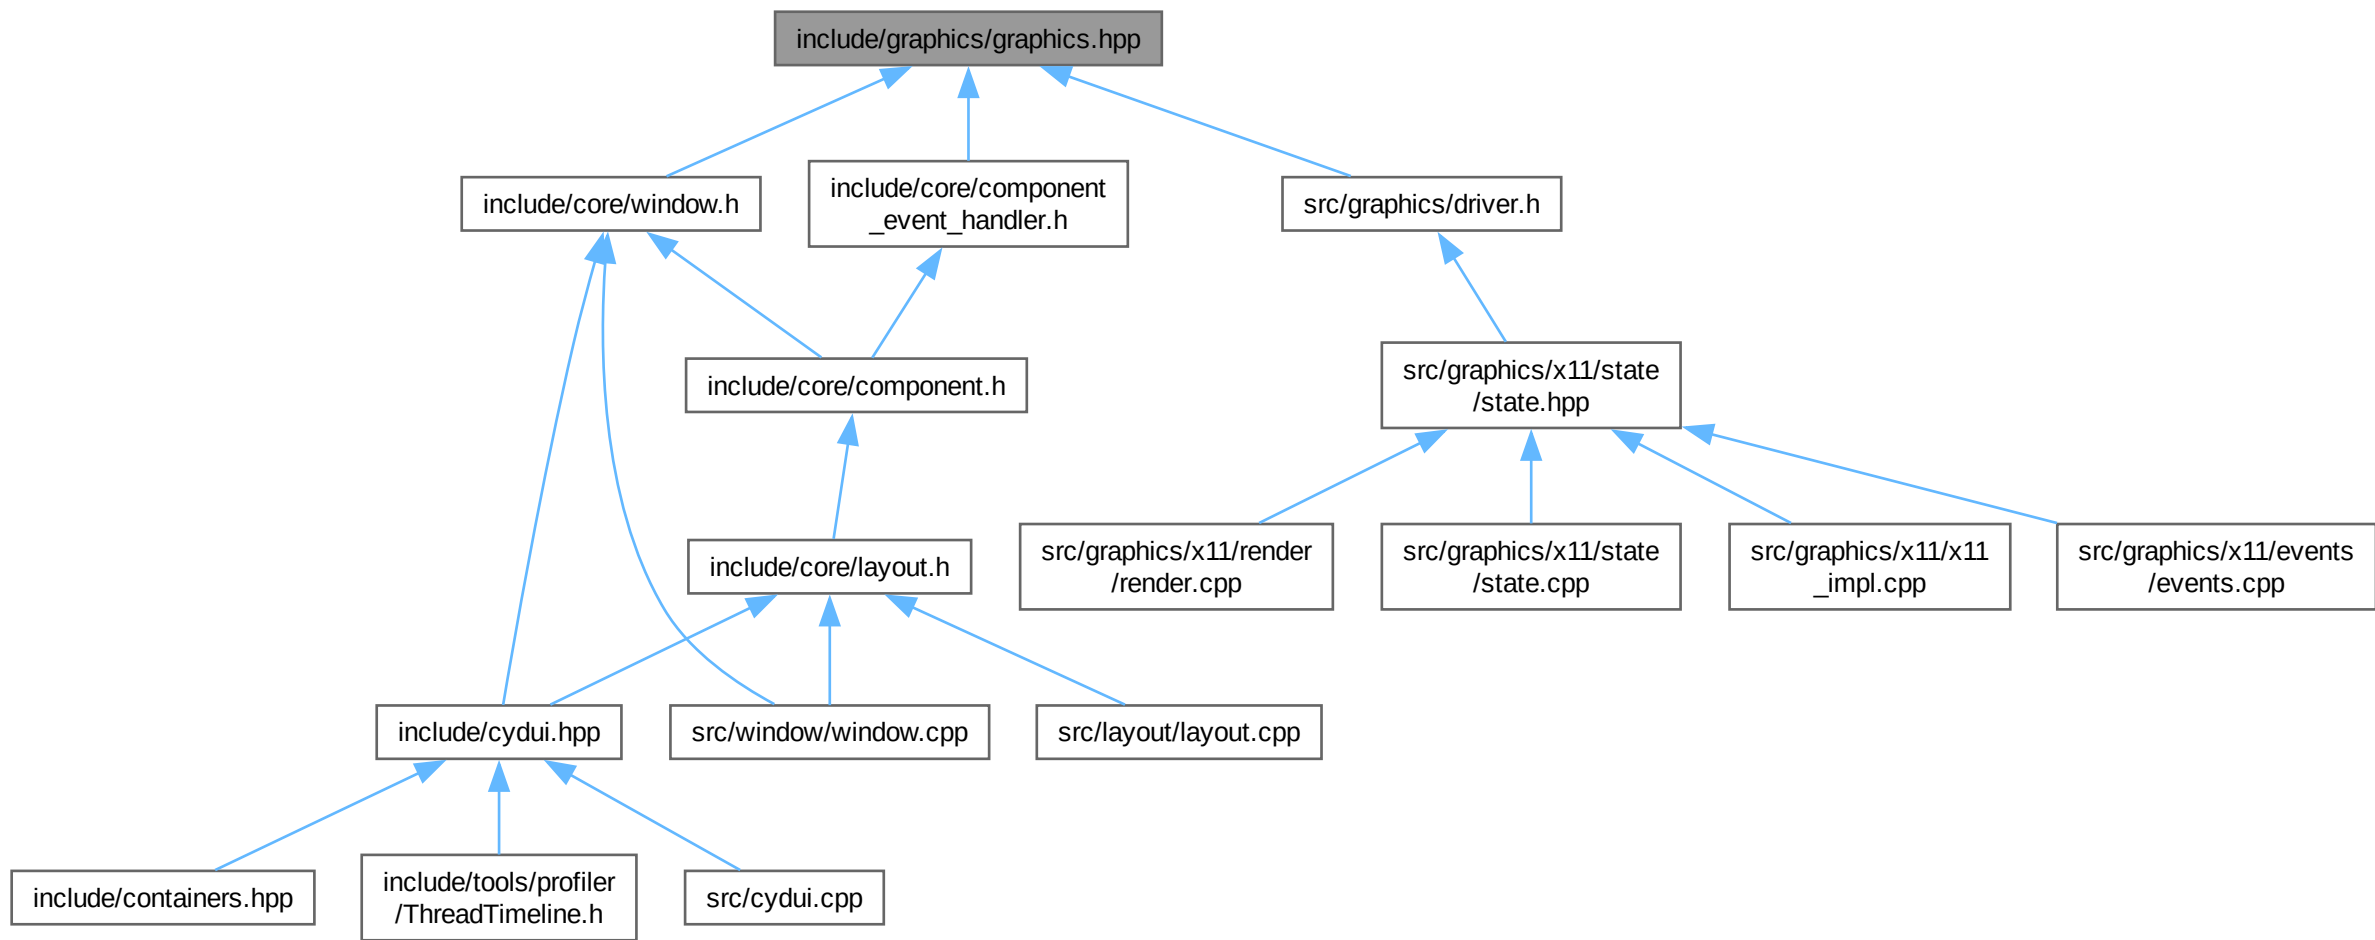 include/graphics/graphics.hpp
include/core/window.h
include/core/component
_event_handler.h
src/graphics/driver.h
include/core/component.h
src/graphics/x11/state
/state.hpp
include/core/layout.h
src/graphics/x11/render
/render.cpp
src/graphics/x11/state
/state.cpp
src/graphics/x11/x11
_impl.cpp
src/graphics/x11/events
/events.cpp
include/cydui.hpp
src/window/window.cpp
src/layout/layout.cpp
include/containers.hpp
include/tools/profiler
/ThreadTimeline.h
src/cydui.cpp